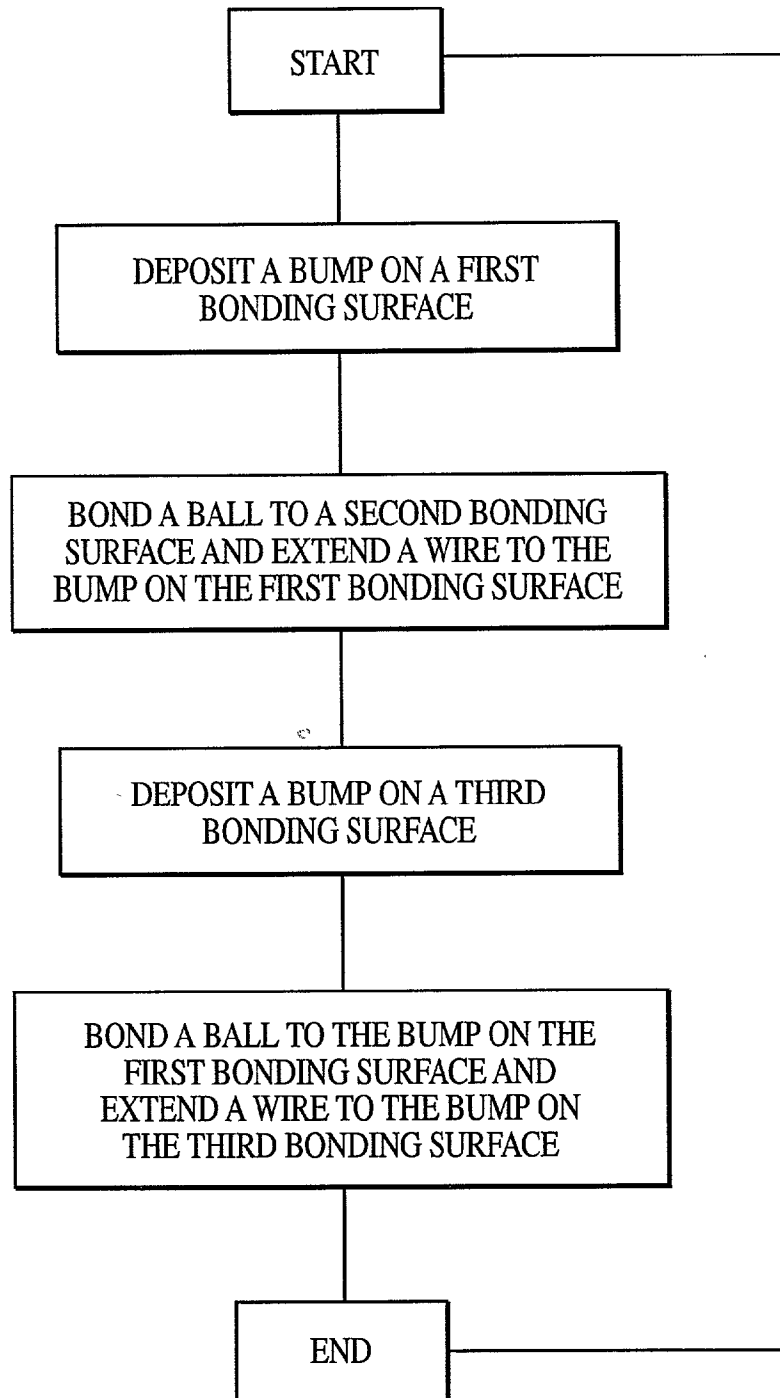 START
DEPOSIT A BUMP ON A FIRST
BONDING SURFACE
BOND A BALL TO A SECOND BONDING
SURFACE AND EXTEND A WIRE TO THE
BUMP ON THE FIRST BONDING SURFACE
DEPOSIT A BUMP ON A THIRD
BONDING SURFACE
BOND A BALL TO THE BUMP ON THE
FIRST BONDING SURFACE AND
EXTEND A WIRE TO THE BUMP ON
THE THIRD BONDING SURFACE
END